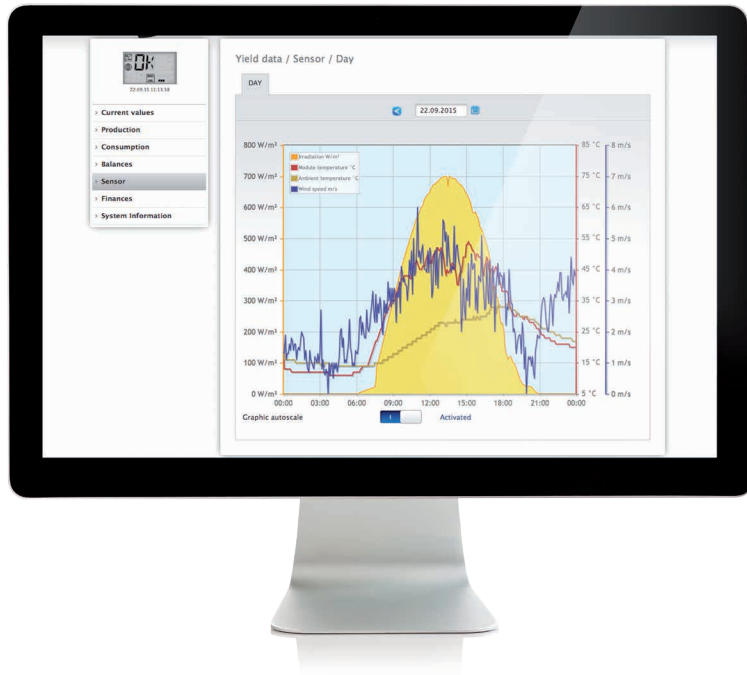 OK
22.09.15 11:13:58
Current values
Production
Consumption
Balances
Sensor
Finances
System Information
Yield data / Sensor / Day
DAY
22.09.2015
800 W/m²
700 W/m²
600 W/m²
500 W/m²
400 W/m²
300 W/m²
200 W/m²
100 W/m²
0 W/m²
Irradiation W/m²
Module temperature °C
Ambient temperature °C
Wind speed m/s
85 °C
75 °C
65 °C
55 °C
45 °C
35 °C
25 °C
15 °C
5 °C
8 m/s
7 m/s
6 m/s
5 m/s
4 m/s
3 m/s
2 m/s
1 m/s
0 m/s
00:00 03:00 06:00 09:00 12:00 15:00 18:00 21:00 00:00
Graphic autoscale
Activated